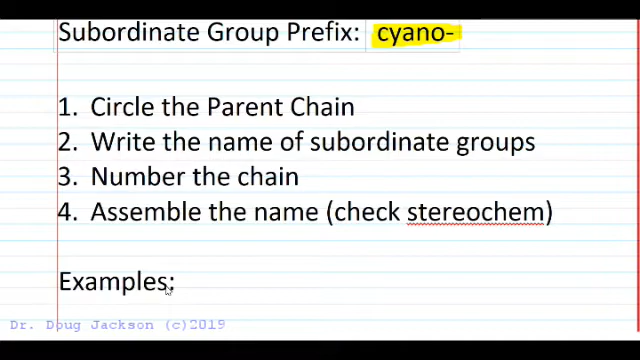 Subordinate Group Prefix: cyano-
1. Circle the Parent Chain
2. Write the name of subordinate groups
3. Number the chain
4. Assemble the name (check stereochem)
Examples:
Dr. Doug Jackson (c)2019